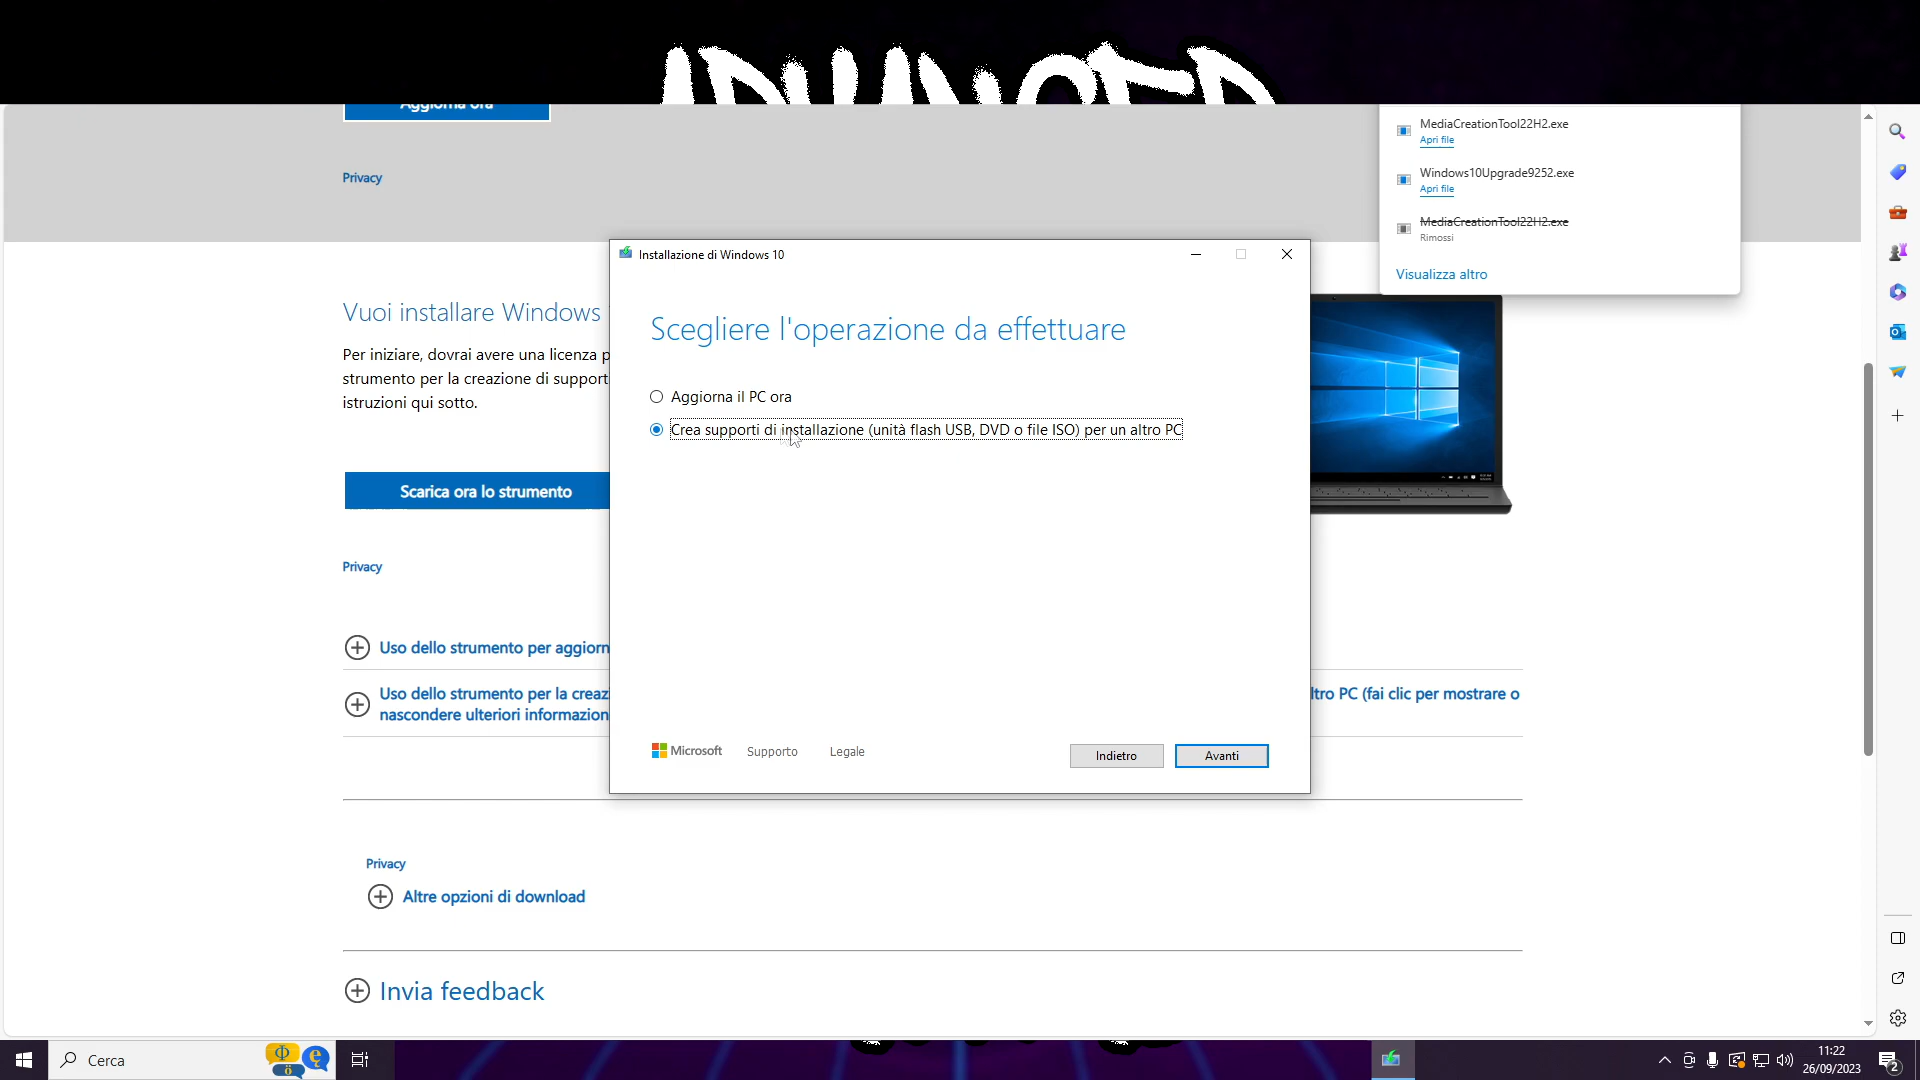 ADVANCED
Aggiorna ora
Privacy
MediaCreationTool22H2.exe
Apri file
Windows10Upgrade9252.exe
Apri file
MediaCreationTool22H2.exe
Rimossi
Visualizza altro
Vuoi installare Windows
Per iniziare, dovrai avere una licenza p
strumento per la creazione di support
istruzioni qui sotto.
Scarica ora lo strumento
Privacy
Uso dello strumento per aggiorn
Uso dello strumento per la creaz
nascondere ulteriori informazion
ltro PC (fai clic per mostrare o
Installazione di Windows 10
Scegliere l'operazione da effettuare
Aggiorna il PC ora
Crea supporti di installazione (unità flash USB, DVD o file ISO) per un altro PC
Microsoft
Supporto
Legale
Indietro
Avanti
Privacy
Altre opzioni di download
Invia feedback
Cerca
11:22
26/09/2023
2